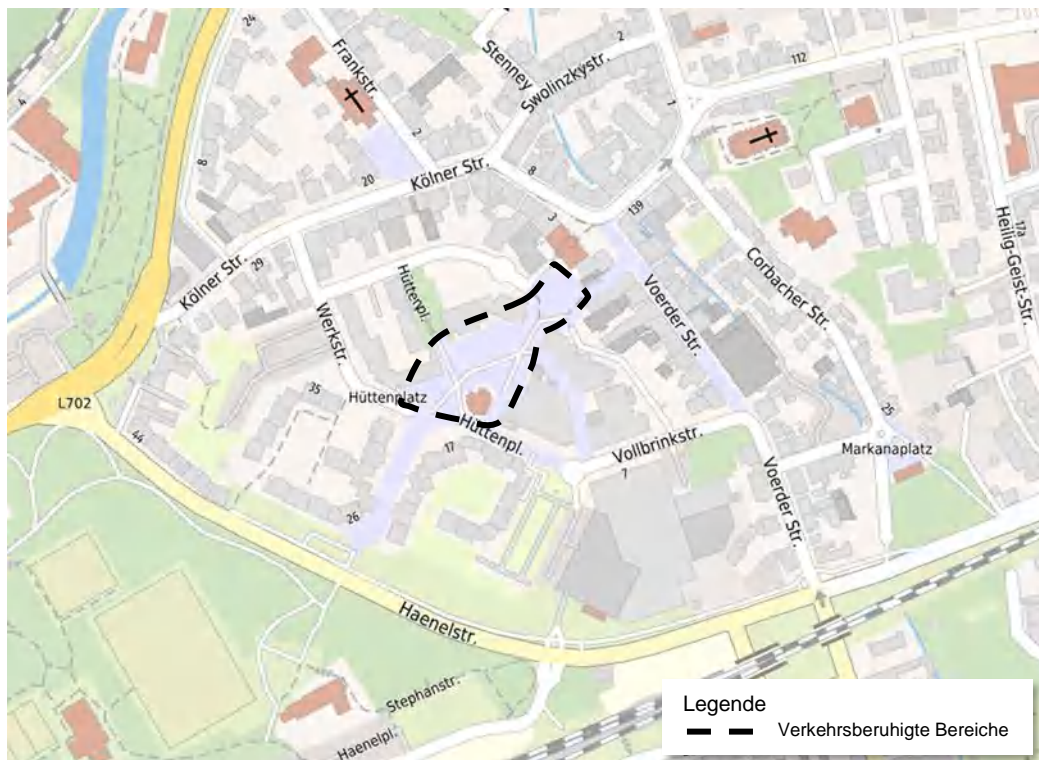 24
Frankstr.
Stenney
2
Swolinzkystr.
112
1
4
8
2
20
Kölner Str.
8
3
139
Kölner Str.
29
Hüttenpl.
Werkstr.
Voerder Str.
Corbacher Str.
Heilig-Geist-Str.
17a
L702
35
Hüttenplatz
Hüttenpl.
17
44
26
Vollbrinkstr.
7
25
Markanaplatz
Voerder Str.
Haenelstr.
Stephanstr.
Haenelpl.
Legende
Verkehrsberuhigte Bereiche